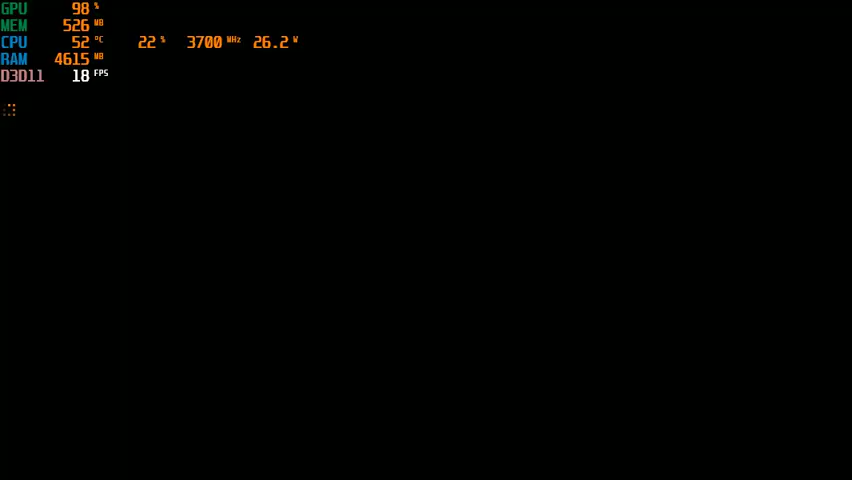 GPU 98 %
MEM 526 MB
CPU 52 °C 22 % 3700 MHz 26.2 W
RAM 4615 MB
D3D11 18 FPS